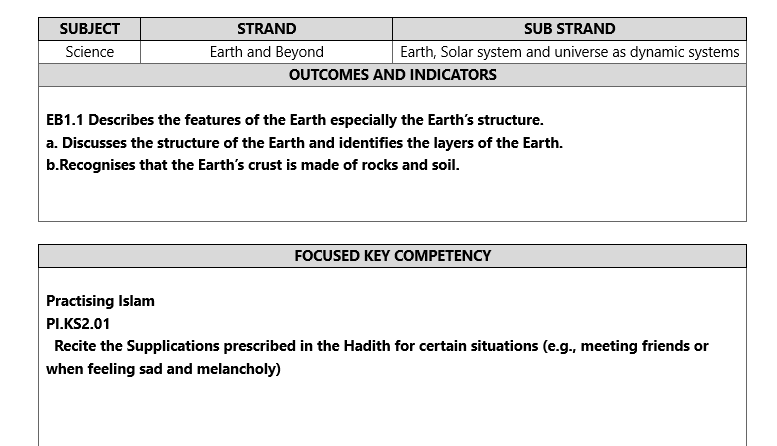 SUBJECT STRAND SUB STRAND
Science Earth and Beyond Earth, Solar system and universe as dynamic systems
OUTCOMES AND INDICATORS
EB1.1 Describes the features of the Earth especially the Earth’s structure.
a. Discusses the structure of the Earth and identifies the layers of the Earth.
b.Recognises that the Earth’s crust is made of rocks and soil.
FOCUSED KEY COMPETENCY
Practising Islam
PI.KS2.01
Recite the Supplications prescribed in the Hadith for certain situations (e.g., meeting friends or
when feeling sad and melancholy)